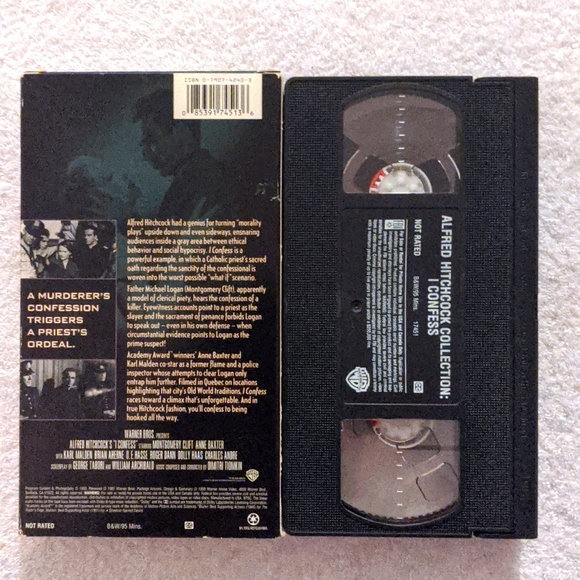 ISBN 0-7907-4240-3
0 85391 74513 6
Alfred Hitchcock had a genius for turning "morality
plays" upside down and even sideways, ensnaring
audiences inside a gray area between ethical
behavior and social hypocrisy. I Confess is a
powerful example, in which a Catholic priest's sacred
oath regarding the sanctity of the confessional is
woven into the worst possible "what if" scenario.
Father Michael Logan (Montgomery Clift), apparently
a model of clerical piety, hears the confession of a
killer. Eyewitness accounts point to a priest as the
slayer and the sacrament of penance forbids Logan
to speak out – even in his own defense – when
circumstantial evidence points to Logan as the
prime suspect!
Academy Award® winners* Anne Baxter and
Karl Malden co-star as a former flame and a police
inspector whose attempts to clear Logan only
entrap him further. Filmed in Quebec on locations
highlighting that city's Old World traditions, I Confess
races toward a climax that's unforgettable. And in
true Hitchcock fashion, you'll confess to being
hooked all the way.
A MURDERER'S
CONFESSION
TRIGGERS
A PRIEST'S
ORDEAL.
WARNER BROS. PRESENTS
ALFRED HITCHCOCK'S "I CONFESS" STARRING MONTGOMERY CLIFT ANNE BAXTER
WITH KARL MALDEN BRIAN AHERNE O.E. HASSE ROGER DANN DOLLY HAAS CHARLES ANDRE
SCREENPLAY BY GEORGE TABORI AND WILLIAM ARCHIBALD MUSIC COMPOSED AND CONDUCTED BY DIMITRI TIOMKIN
NOT RATED
B&W/95 Mins.
ALFRED HITCHCOCK COLLECTION:
I CONFESS
NOT RATED
B&W/95 Mins.
17451